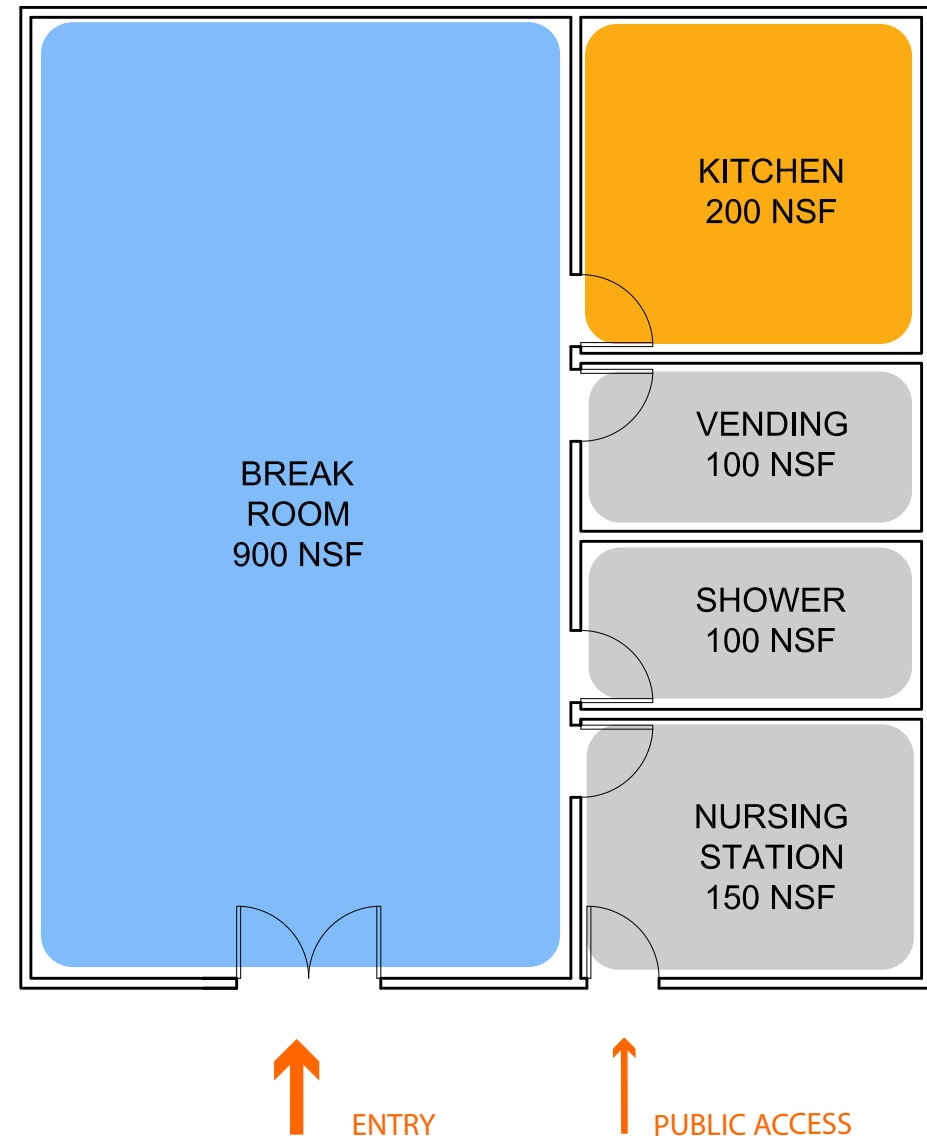 KITCHEN
200 NSF
VENDING
100 NSF
BREAK
ROOM
900 NSF
SHOWER
100 NSF
NURSING
STATION
150 NSF
ENTRY
PUBLIC ACCESS